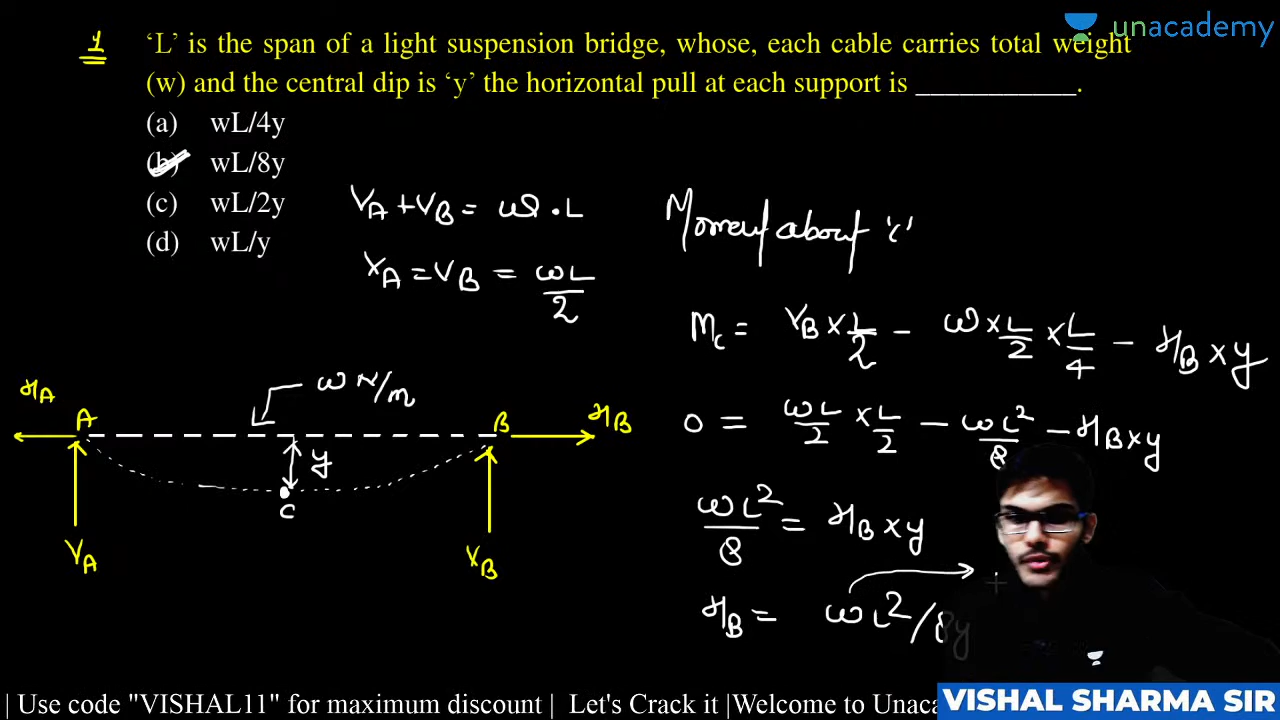 unacademy
1 'L' is the span of a light suspension bridge, whose, each cable carries total weight
(w) and the central dip is 'y' the horizontal pull at each support is ___________.
(a) wL/4y
(b) wL/8y
(c) wL/2y
(d) wL/y
VA + VB = ω . L
VA = VB = ωL/2
Moment about 'c'
Mc = VB × L/2 − ω × L/2 × L/4 − HB × y
0 = ωL/2 × L/2 − ωL²/8 − HB × y
ωL²/8 = HB × y
HB = ωL²/8y
ω N/m
HA A B HB
y
C
VA VB
| Use code "VISHAL11" for maximum discount | Let's Crack it |Welcome to Unaca
VISHAL SHARMA SIR